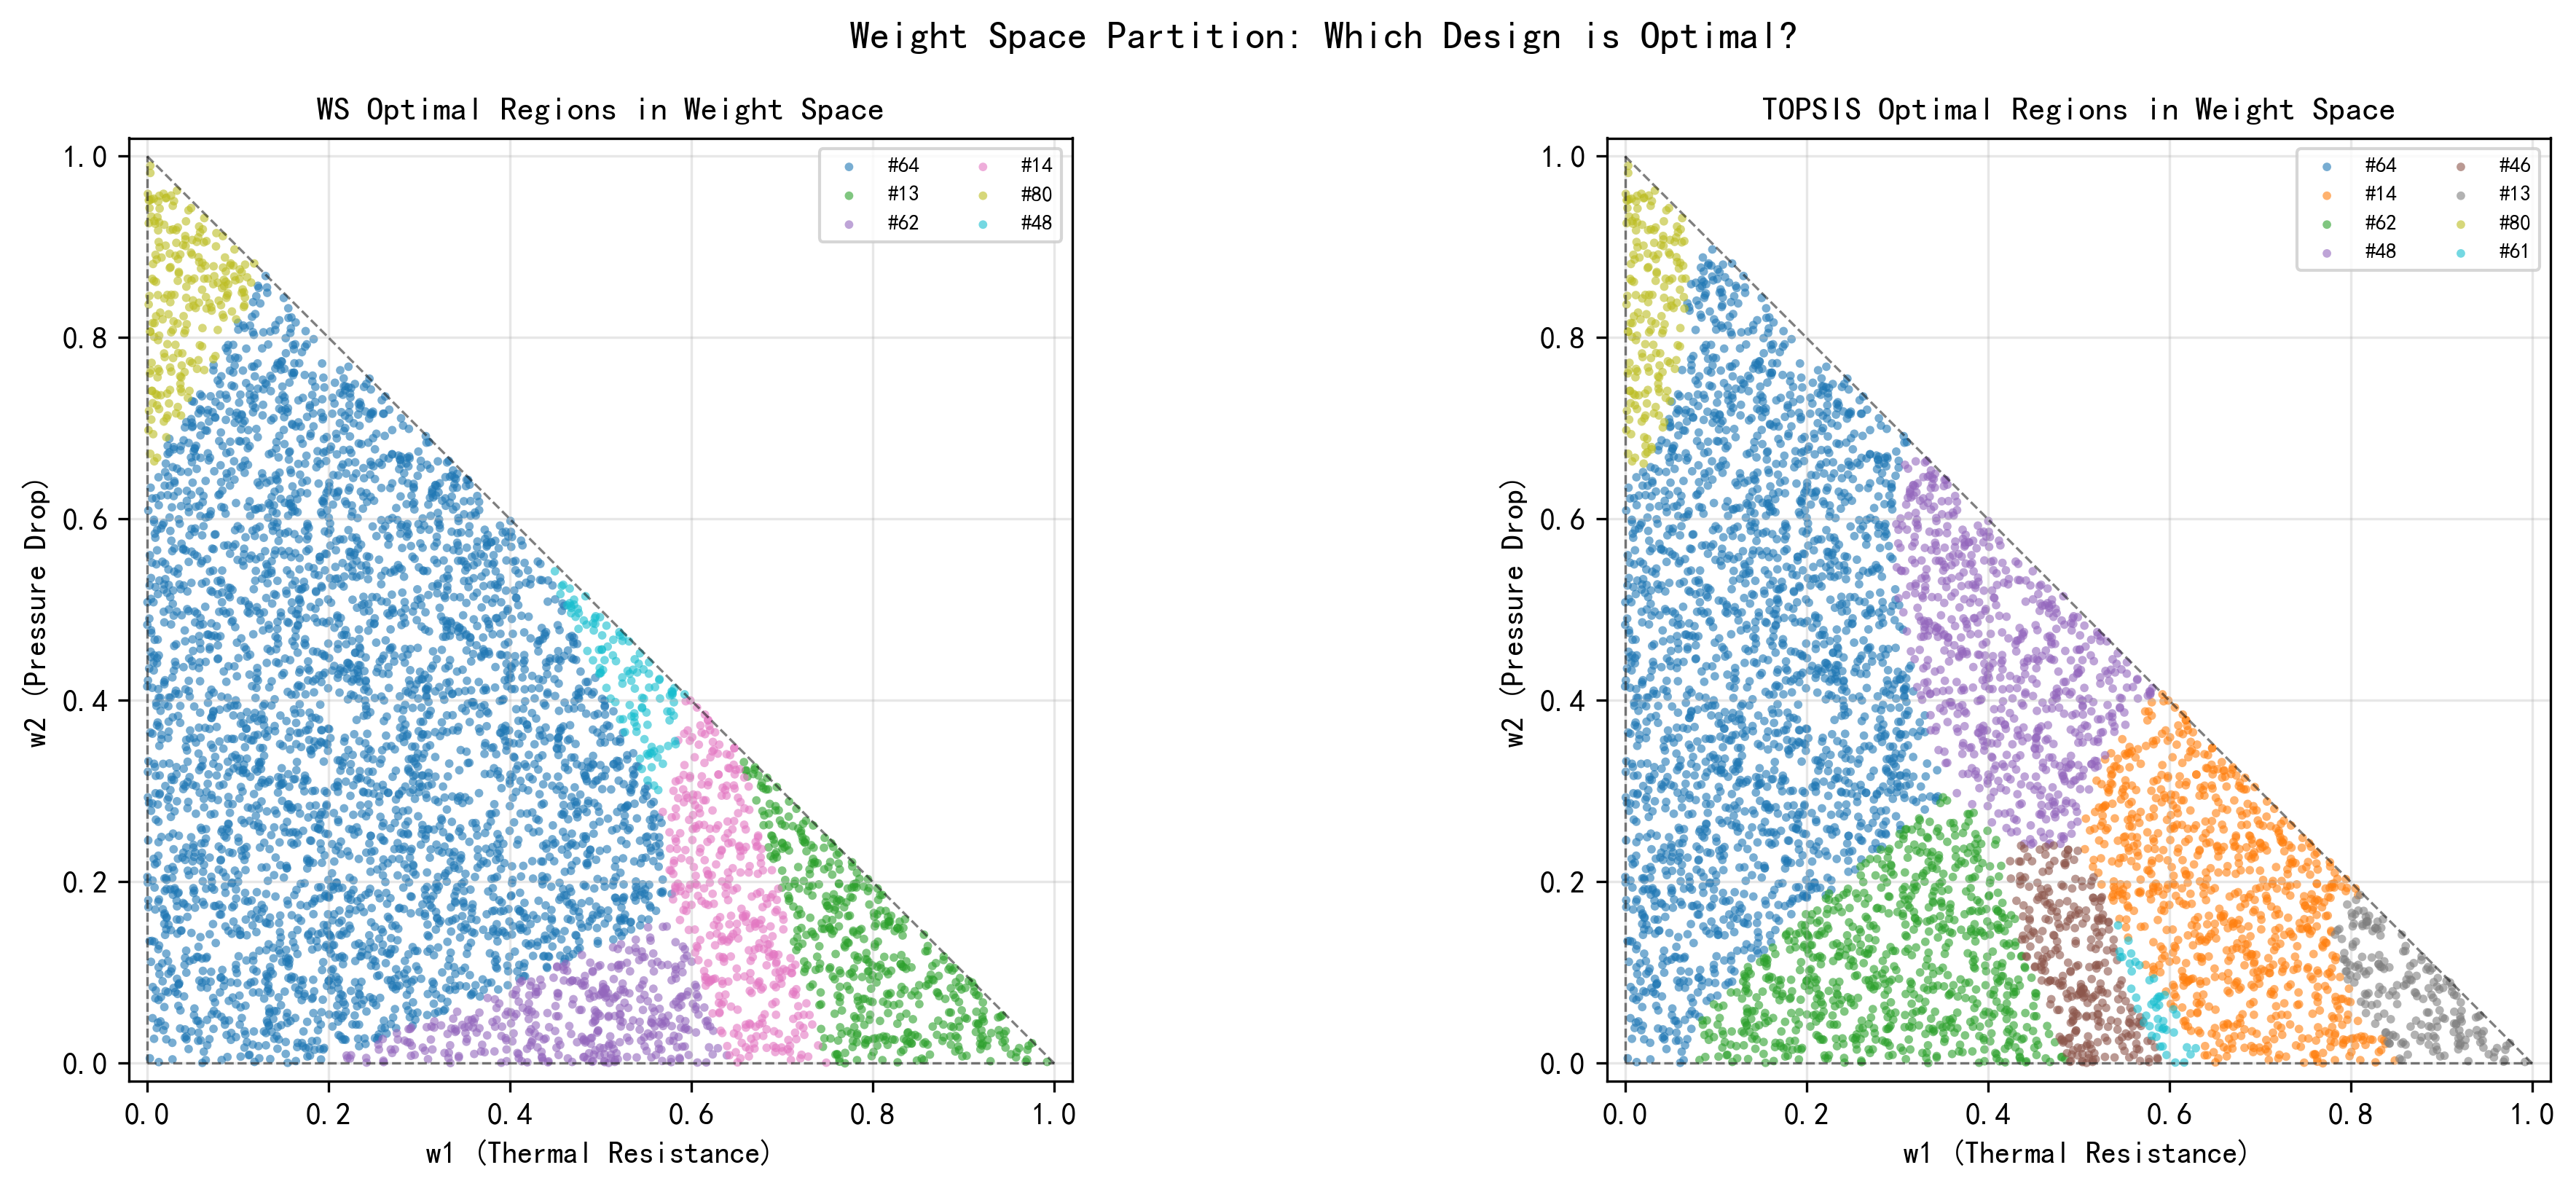 Weight Space Partition: Which Design is Optimal?
WS Optimal Regions in Weight Space
1.0
0.8
0.6
0.4
0.2
0.0
w2 (Pressure Drop)
#64
#13
#62
#14
#80
#48
0.0 0.2 0.4 0.6 0.8 1.0
w1 (Thermal Resistance)
TOPSIS Optimal Regions in Weight Space
1.0
0.8
0.6
0.4
0.2
0.0
w2 (Pressure Drop)
#64
#14
#62
#48
#46
#13
#80
#61
0.0 0.2 0.4 0.6 0.8 1.0
w1 (Thermal Resistance)